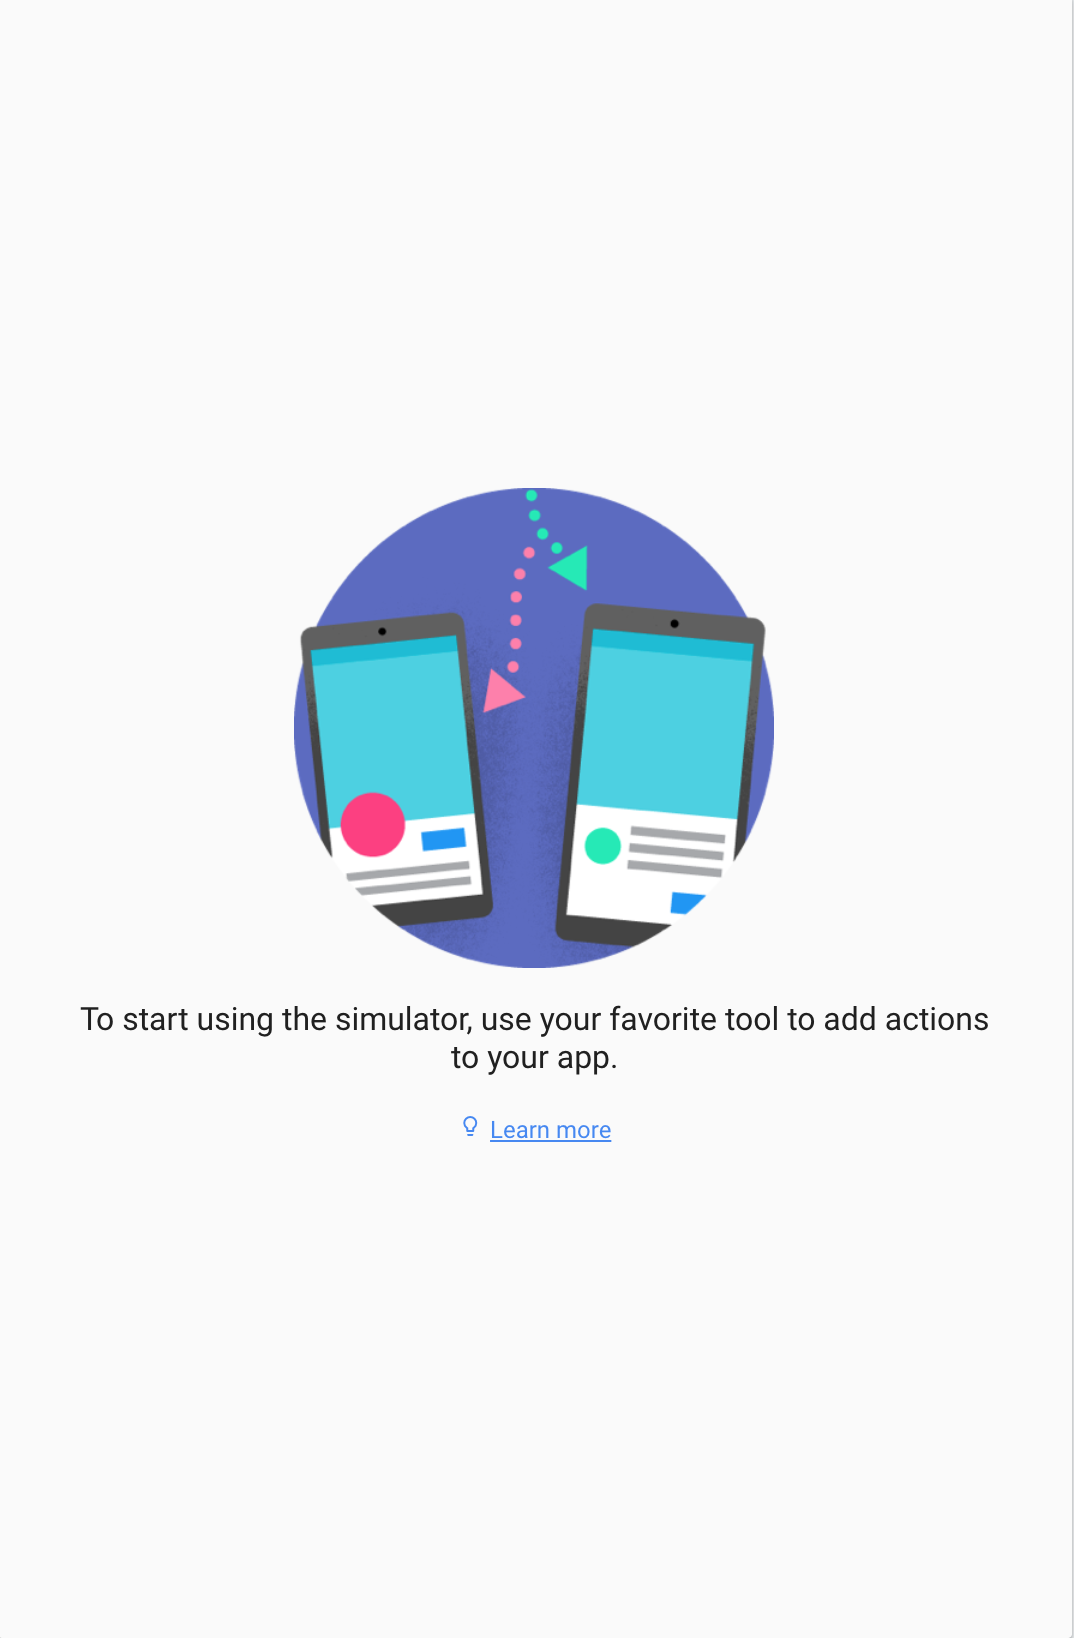 To start using the simulator, use your favorite tool to add actions
to your app.
Learn more